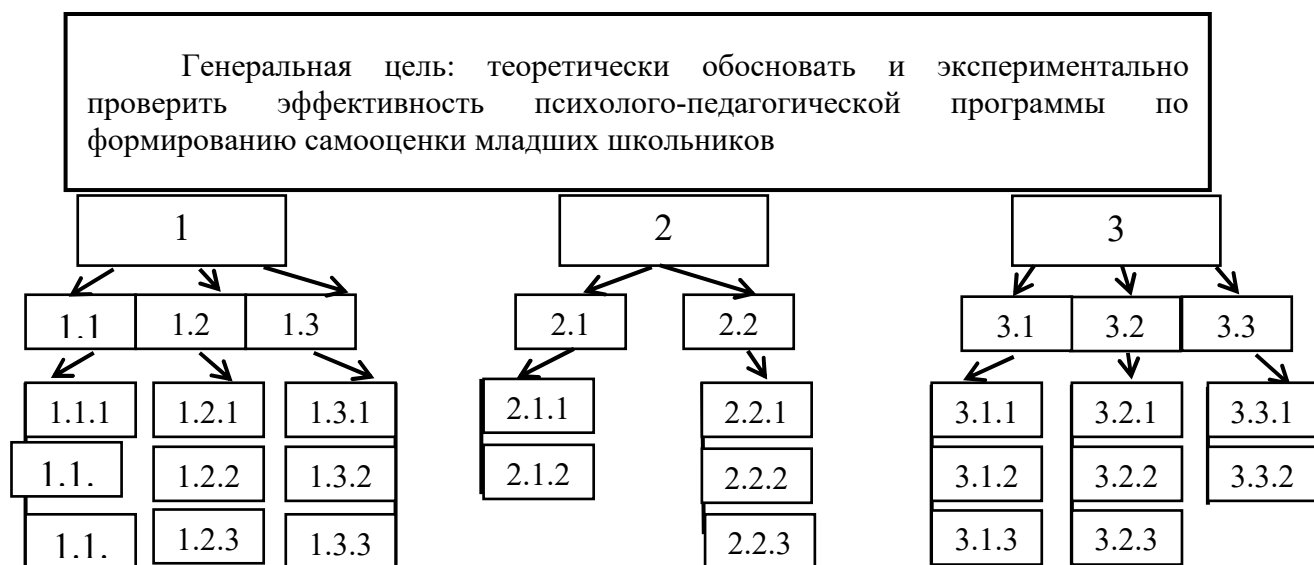 Генеральная цель: теоретически обосновать и экспериментально
проверить эффективность психолого-педагогической программы по
формированию самооценки младших школьников
1 2 3
1.1 1.2 1.3 2.1 2.2 3.1 3.2 3.3
1.1.1 1.2.1 1.3.1 2.1.1 2.2.1 3.1.1 3.2.1 3.3.1
1.1. 1.2.2 1.3.2 2.1.2 2.2.2 3.1.2 3.2.2 3.3.2
1.1. 1.2.3 1.3.3 2.2.3 3.1.3 3.2.3